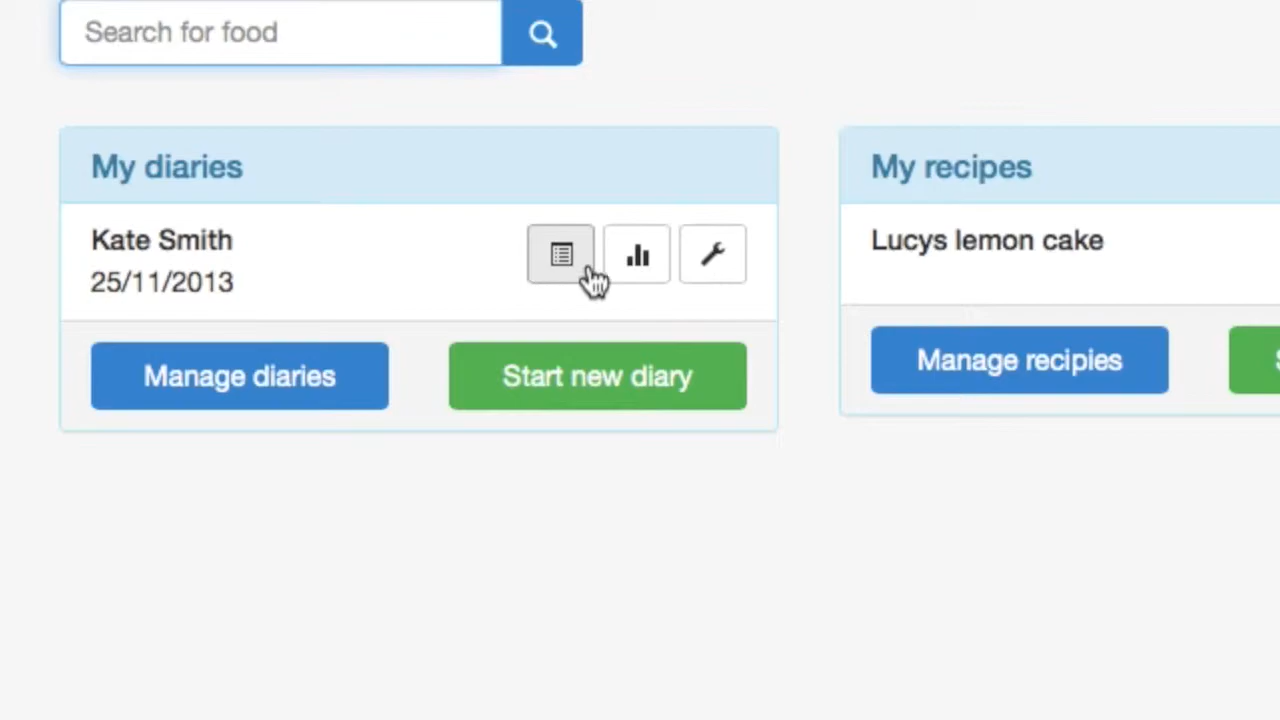 Search for food
My diaries
Kate Smith
25/11/2013
Manage diaries
Start new diary
My recipes
Lucys lemon cake
Manage recipies